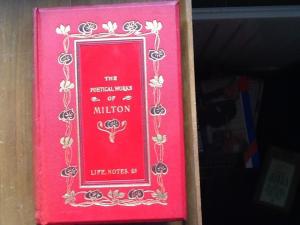 THE
POETICAL WORKS
OF
MILTON
LIFE, NOTES, &c